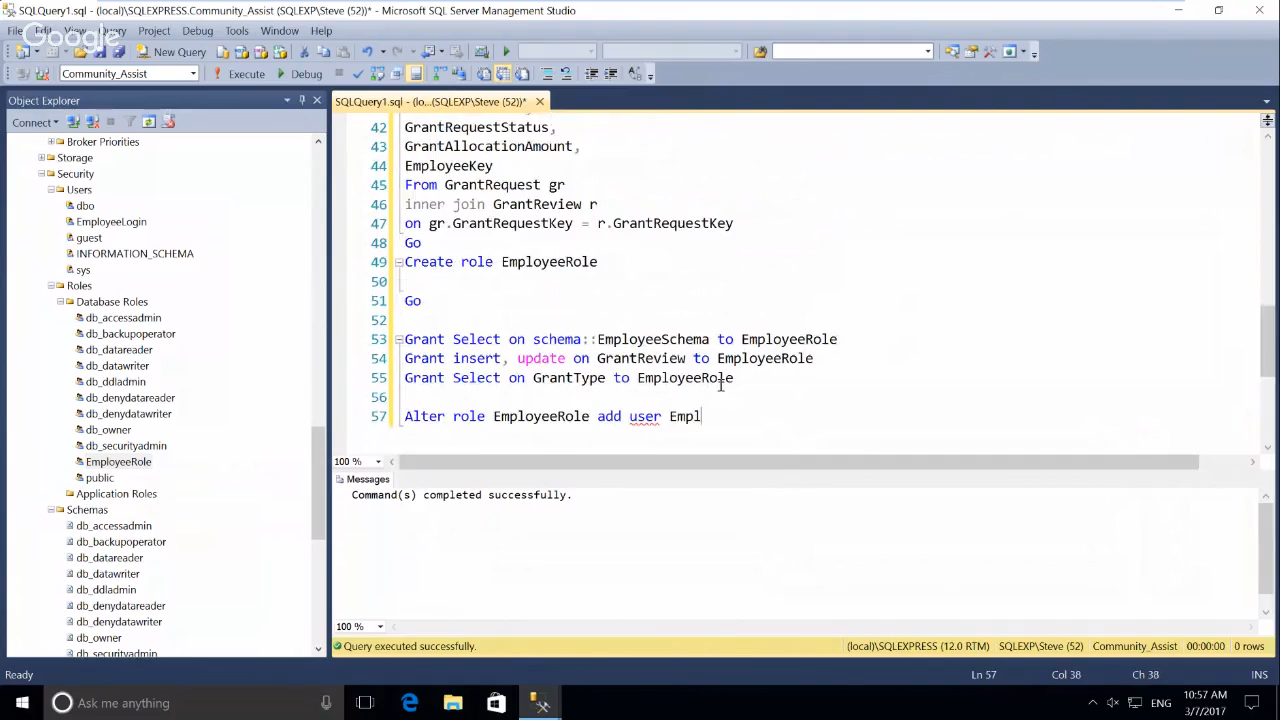 SQLQuery1.sql - (local)\SQLEXPRESS.Community_Assist (SQLEXP\Steve (52))* - Microsoft SQL Server Management Studio
File Edit View Query Project Debug Tools Window Help
Google
New Query
Community_Assist Execute Debug
Object Explorer
SQLQuery1.sql - (lo...(SQLEXP\Steve (52))*
Connect
Broker Priorities
Storage
Security
Users
dbo
EmployeeLogin
guest
INFORMATION_SCHEMA
sys
Roles
Database Roles
db_accessadmin
db_backupoperator
db_datareader
db_datawriter
db_ddladmin
db_denydatareader
db_denydatawriter
db_owner
db_securityadmin
EmployeeRole
public
Application Roles
Schemas
db_accessadmin
db_backupoperator
db_datareader
db_datawriter
db_ddladmin
db_denydatareader
db_denydatawriter
db_owner
db_securityadmin
42 GrantRequestStatus,
43 GrantAllocationAmount,
44 EmployeeKey
45 From GrantRequest gr
46 inner join GrantReview r
47 on gr.GrantRequestKey = r.GrantRequestKey
48 Go
49 Create role EmployeeRole
50
51 Go
52
53 Grant Select on schema::EmployeeSchema to EmployeeRole
54 Grant insert, update on GrantReview to EmployeeRole
55 Grant Select on GrantType to EmployeeRole
56
57 Alter role EmployeeRole add user Empl
100 %
Messages
Command(s) completed successfully.
100 %
Query executed successfully. (local)\SQLEXPRESS (12.0 RTM) SQLEXP\Steve (52) Community_Assist 00:00:00 0 rows
Ready Ln 57 Col 38 Ch 38 INS
Ask me anything ENG 10:57 AM
3/7/2017